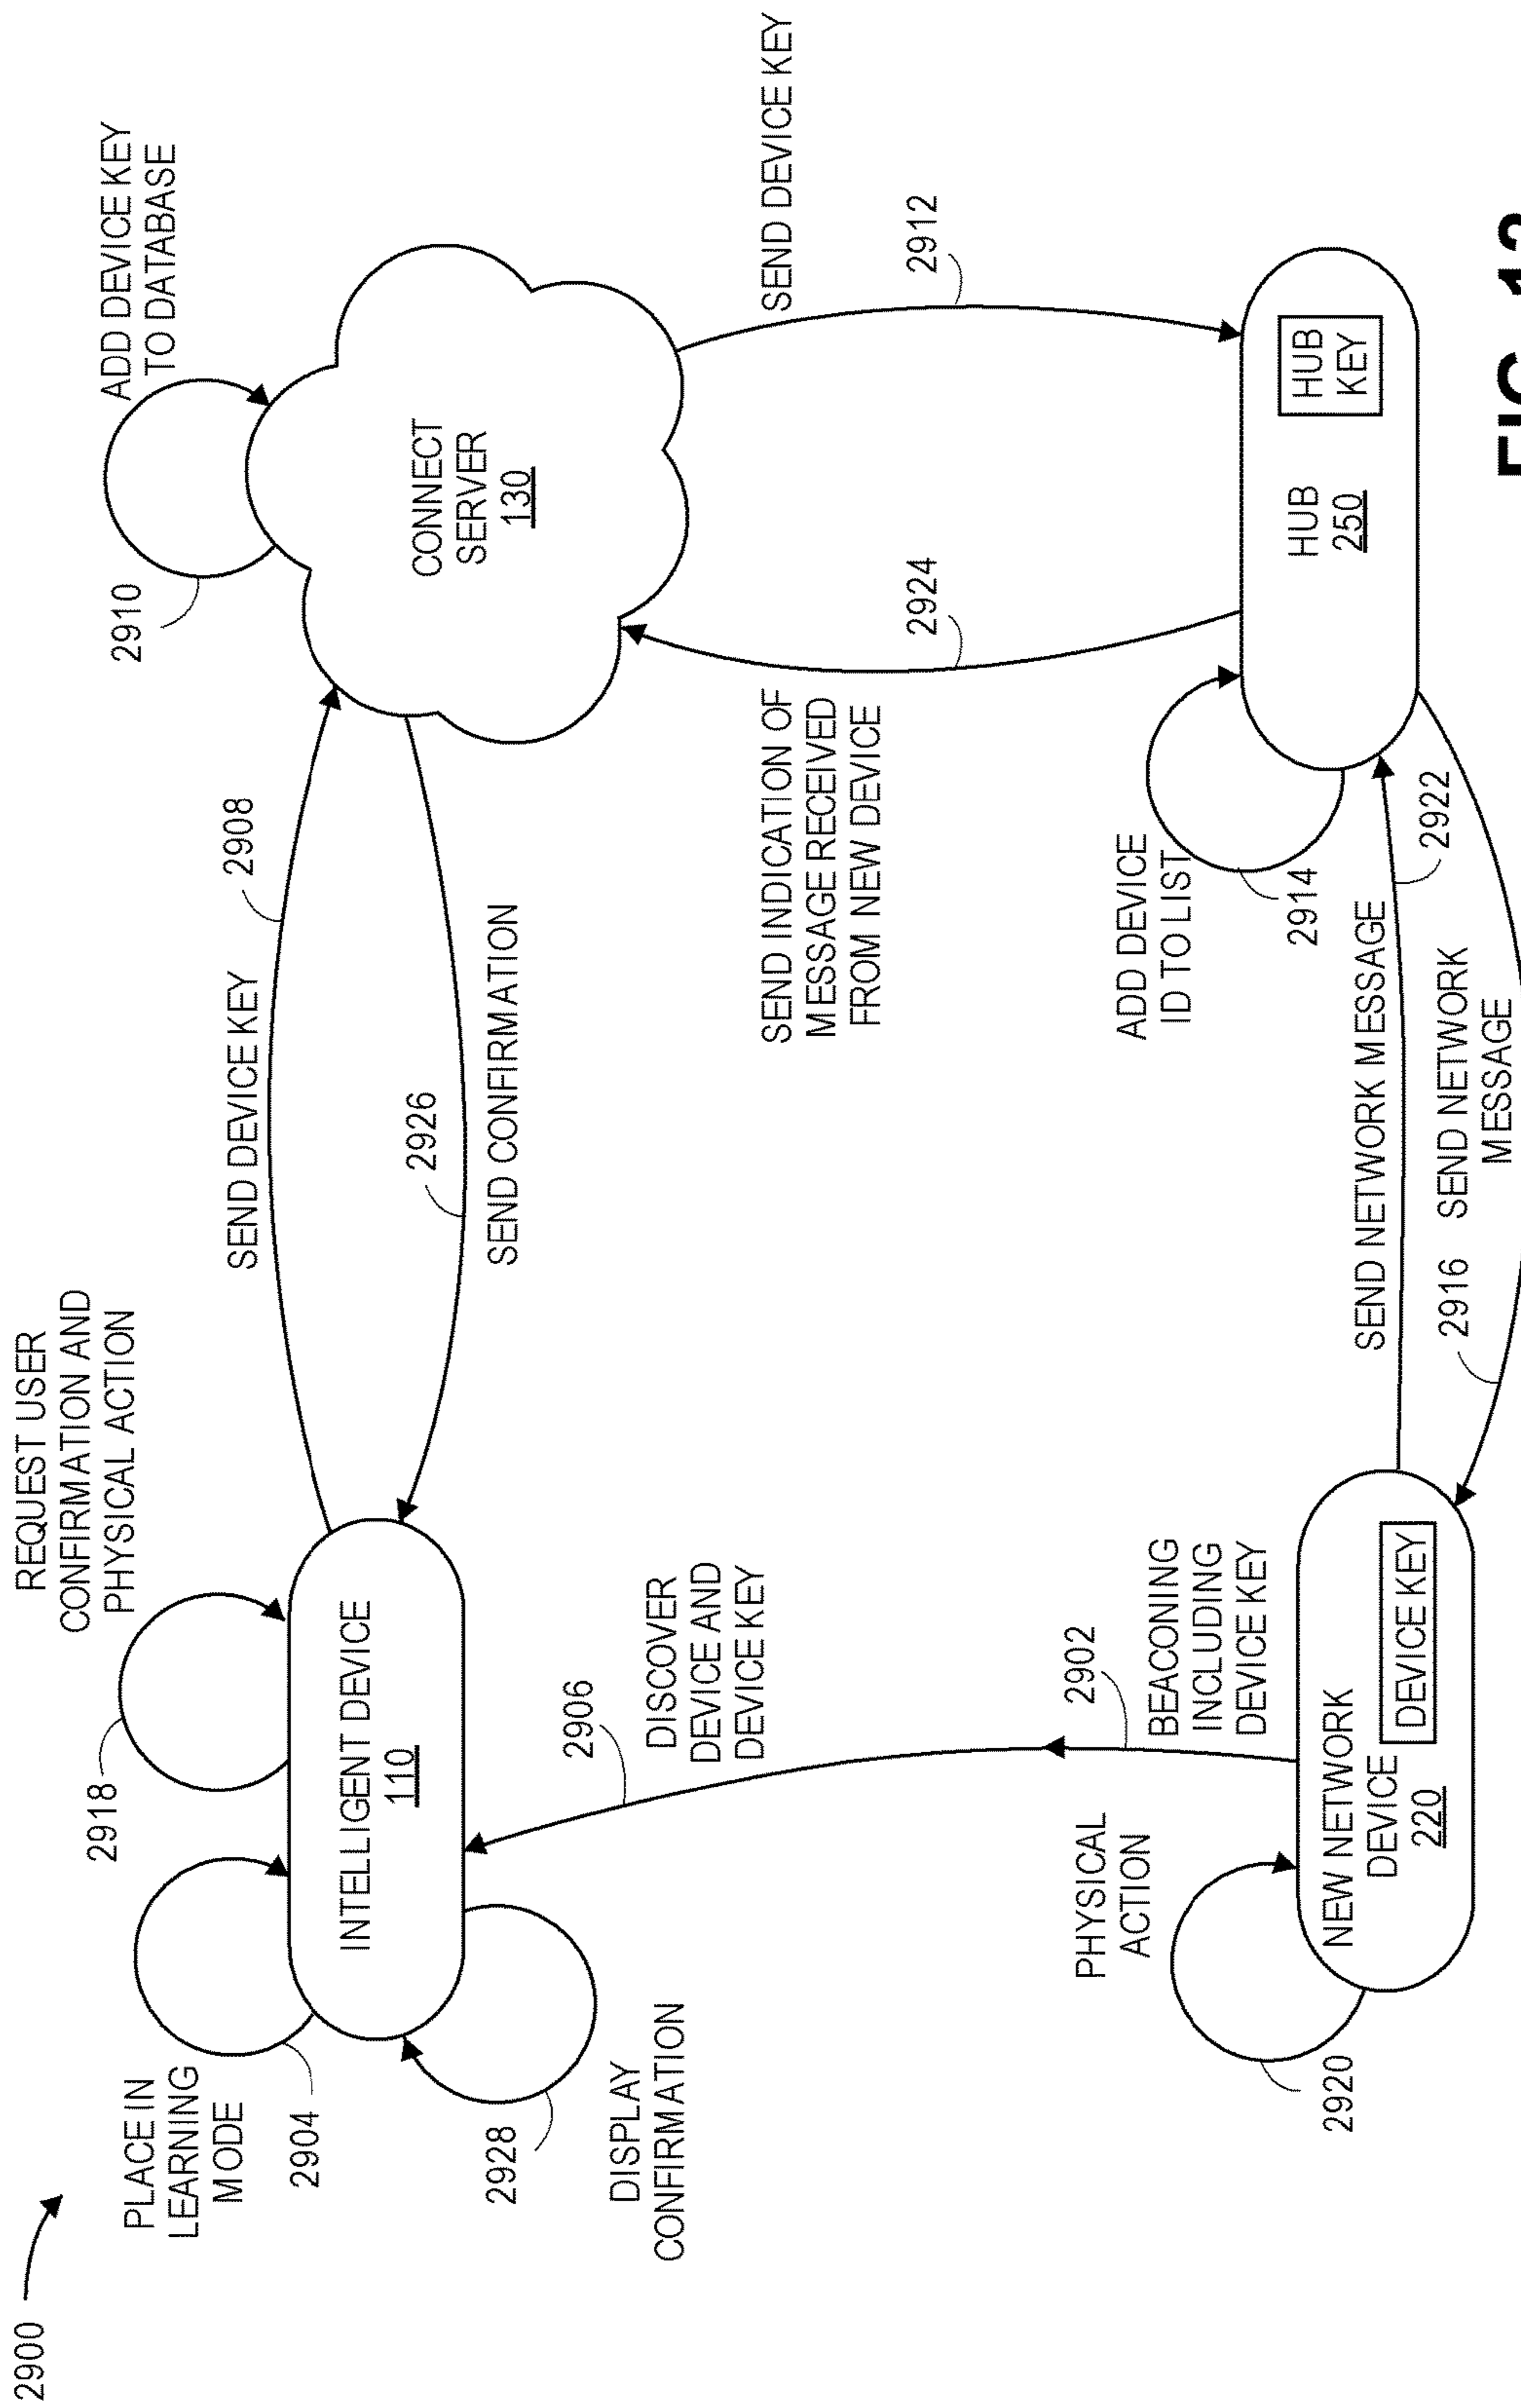 2900
REQUEST USER
CONFIRMATION AND
PHYSICAL ACTION
2918
PLACE IN
LEARNING
MODE
2904
INTELLIGENT DEVICE
110
2928
DISPLAY
CONFIRMATION
SEND DEVICE KEY
2908
2926
SEND CONFIRMATION
ADD DEVICE KEY
TO DATABASE
2910
CONNECT
SERVER
130
2906
DISCOVER
DEVICE AND
DEVICE KEY
2902
BEACONING
INCLUDING
DEVICE KEY
SEND INDICATION OF
MESSAGE RECEIVED
FROM NEW DEVICE
2924
SEND DEVICE KEY
2912
PHYSICAL
ACTION
2920
NEW NETWORK
DEVICE
220
DEVICE KEY
ADD DEVICE
ID TO LIST
2914
HUB
250
HUB
KEY
SEND NETWORK MESSAGE
2922
2916
SEND NETWORK
MESSAGE